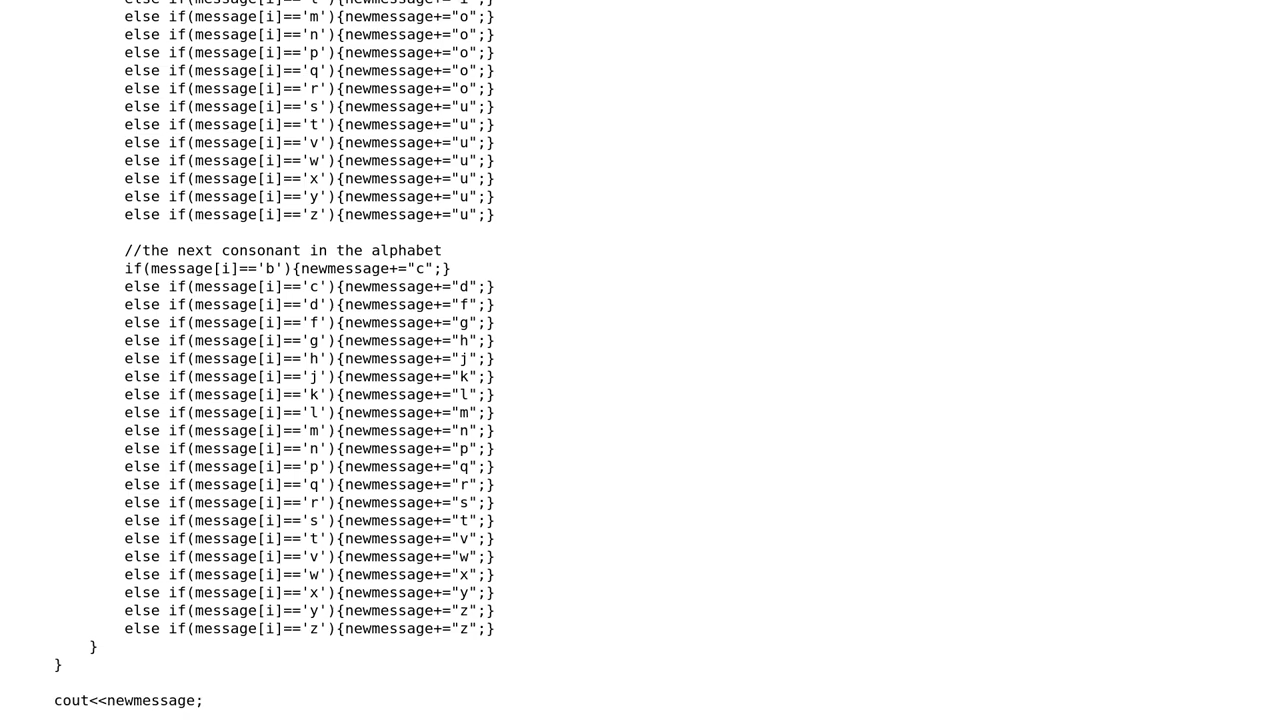 else if(message[i]=='m'){newmessage+="o";}
else if(message[i]=='n'){newmessage+="o";}
else if(message[i]=='p'){newmessage+="o";}
else if(message[i]=='q'){newmessage+="o";}
else if(message[i]=='r'){newmessage+="o";}
else if(message[i]=='s'){newmessage+="u";}
else if(message[i]=='t'){newmessage+="u";}
else if(message[i]=='v'){newmessage+="u";}
else if(message[i]=='w'){newmessage+="u";}
else if(message[i]=='x'){newmessage+="u";}
else if(message[i]=='y'){newmessage+="u";}
else if(message[i]=='z'){newmessage+="u";}
//the next consonant in the alphabet
if(message[i]=='b'){newmessage+="c";}
else if(message[i]=='c'){newmessage+="d";}
else if(message[i]=='d'){newmessage+="f";}
else if(message[i]=='f'){newmessage+="g";}
else if(message[i]=='g'){newmessage+="h";}
else if(message[i]=='h'){newmessage+="j";}
else if(message[i]=='j'){newmessage+="k";}
else if(message[i]=='k'){newmessage+="l";}
else if(message[i]=='l'){newmessage+="m";}
else if(message[i]=='m'){newmessage+="n";}
else if(message[i]=='n'){newmessage+="p";}
else if(message[i]=='p'){newmessage+="q";}
else if(message[i]=='q'){newmessage+="r";}
else if(message[i]=='r'){newmessage+="s";}
else if(message[i]=='s'){newmessage+="t";}
else if(message[i]=='t'){newmessage+="v";}
else if(message[i]=='v'){newmessage+="w";}
else if(message[i]=='w'){newmessage+="x";}
else if(message[i]=='x'){newmessage+="y";}
else if(message[i]=='y'){newmessage+="z";}
else if(message[i]=='z'){newmessage+="z";}
}
}
cout<<newmessage;